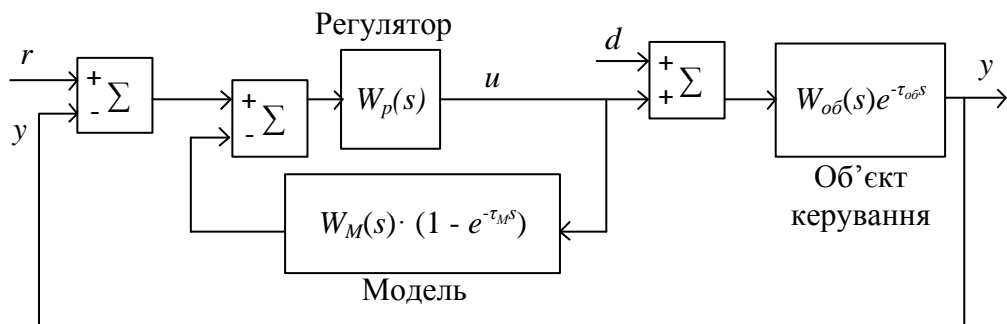 Регулятор
r
+
Σ
-
y
+
Σ
-
W_p(s)
u
d
+
Σ
+
W_об(s)e^{-τ_об s}
y
Об’єкт
керування
W_M(s)· (1 - e^{-τ_M s})
Модель